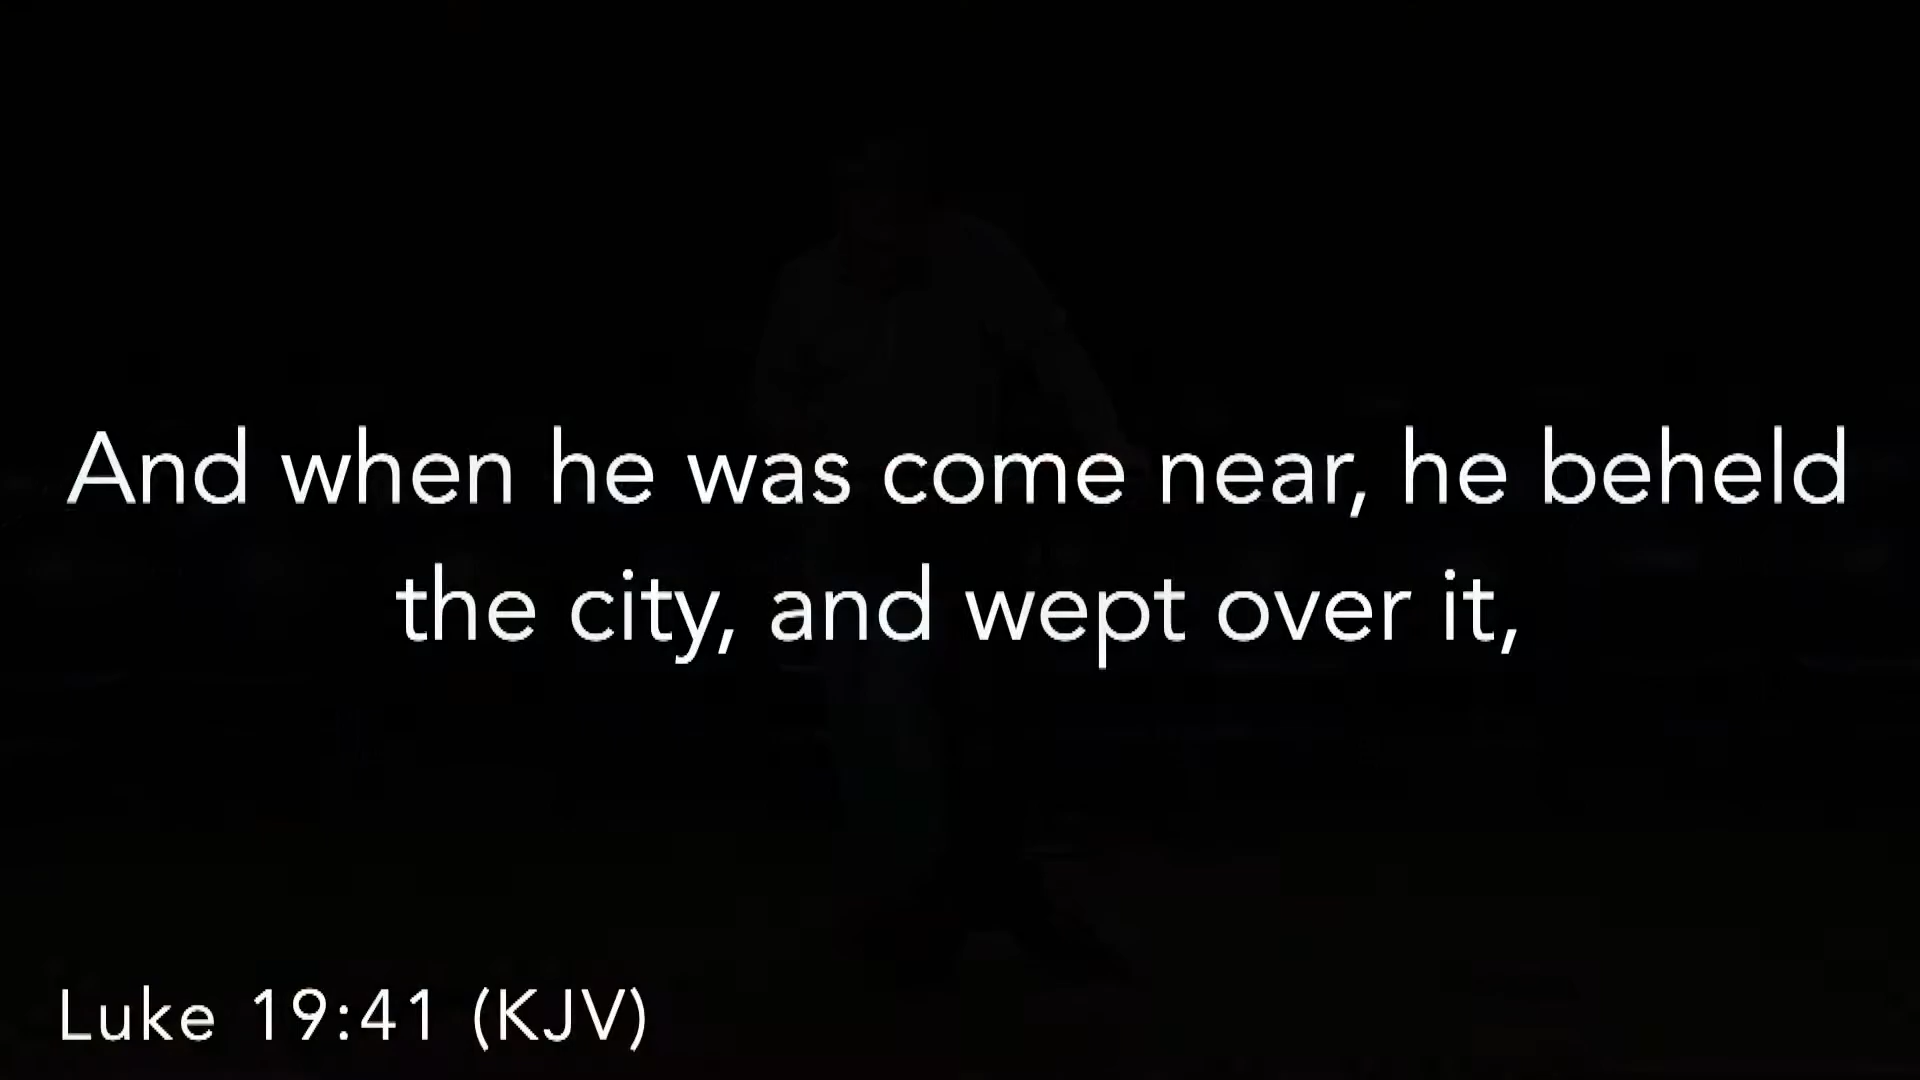 And when he was come near, he beheld
the city, and wept over it,
Luke 19:41 (KJV)